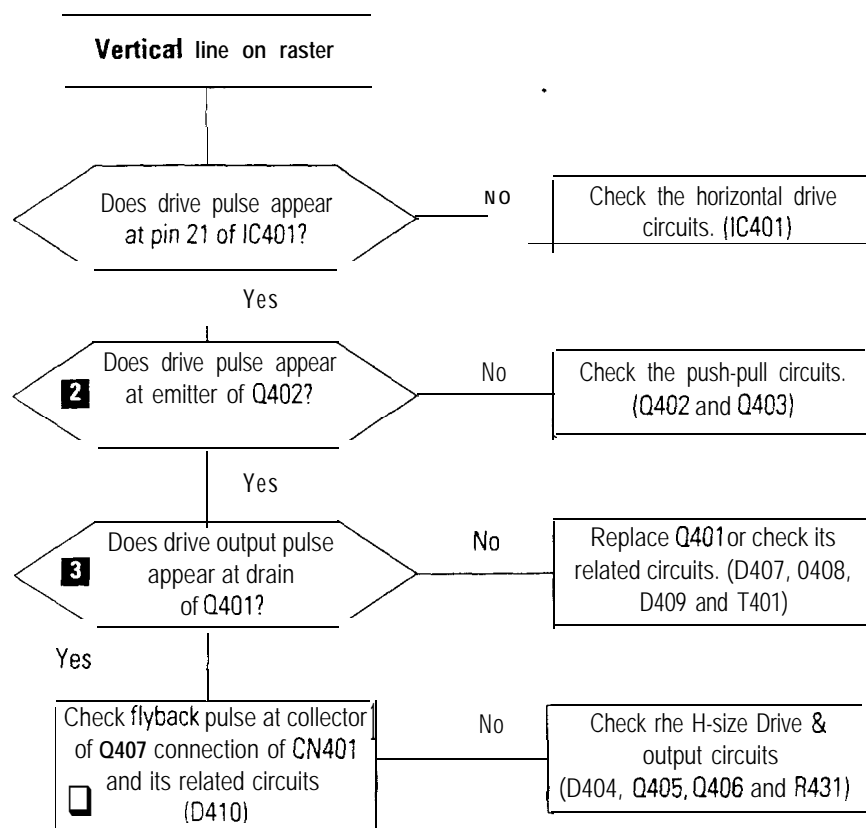 Vertical line on raster
Does drive pulse appear
at pin 21 of IC401?
NO
Check the horizontal drive
circuits. (IC401)
Yes
2
Does drive pulse appear
at emitter of Q402?
No
Check the push-pull circuits.
(Q402 and Q403)
Yes
3
Does drive output pulse
appear at drain
of Q401?
No
Replace Q401 or check its
related circuits. (D407, 0408,
D409 and T401)
Yes
Check flyback pulse at collector
of Q407 connection of CN401
and its related circuits
(D410)
No
Check rhe H-size Drive &
output circuits
(D404, Q405, Q406 and R431)